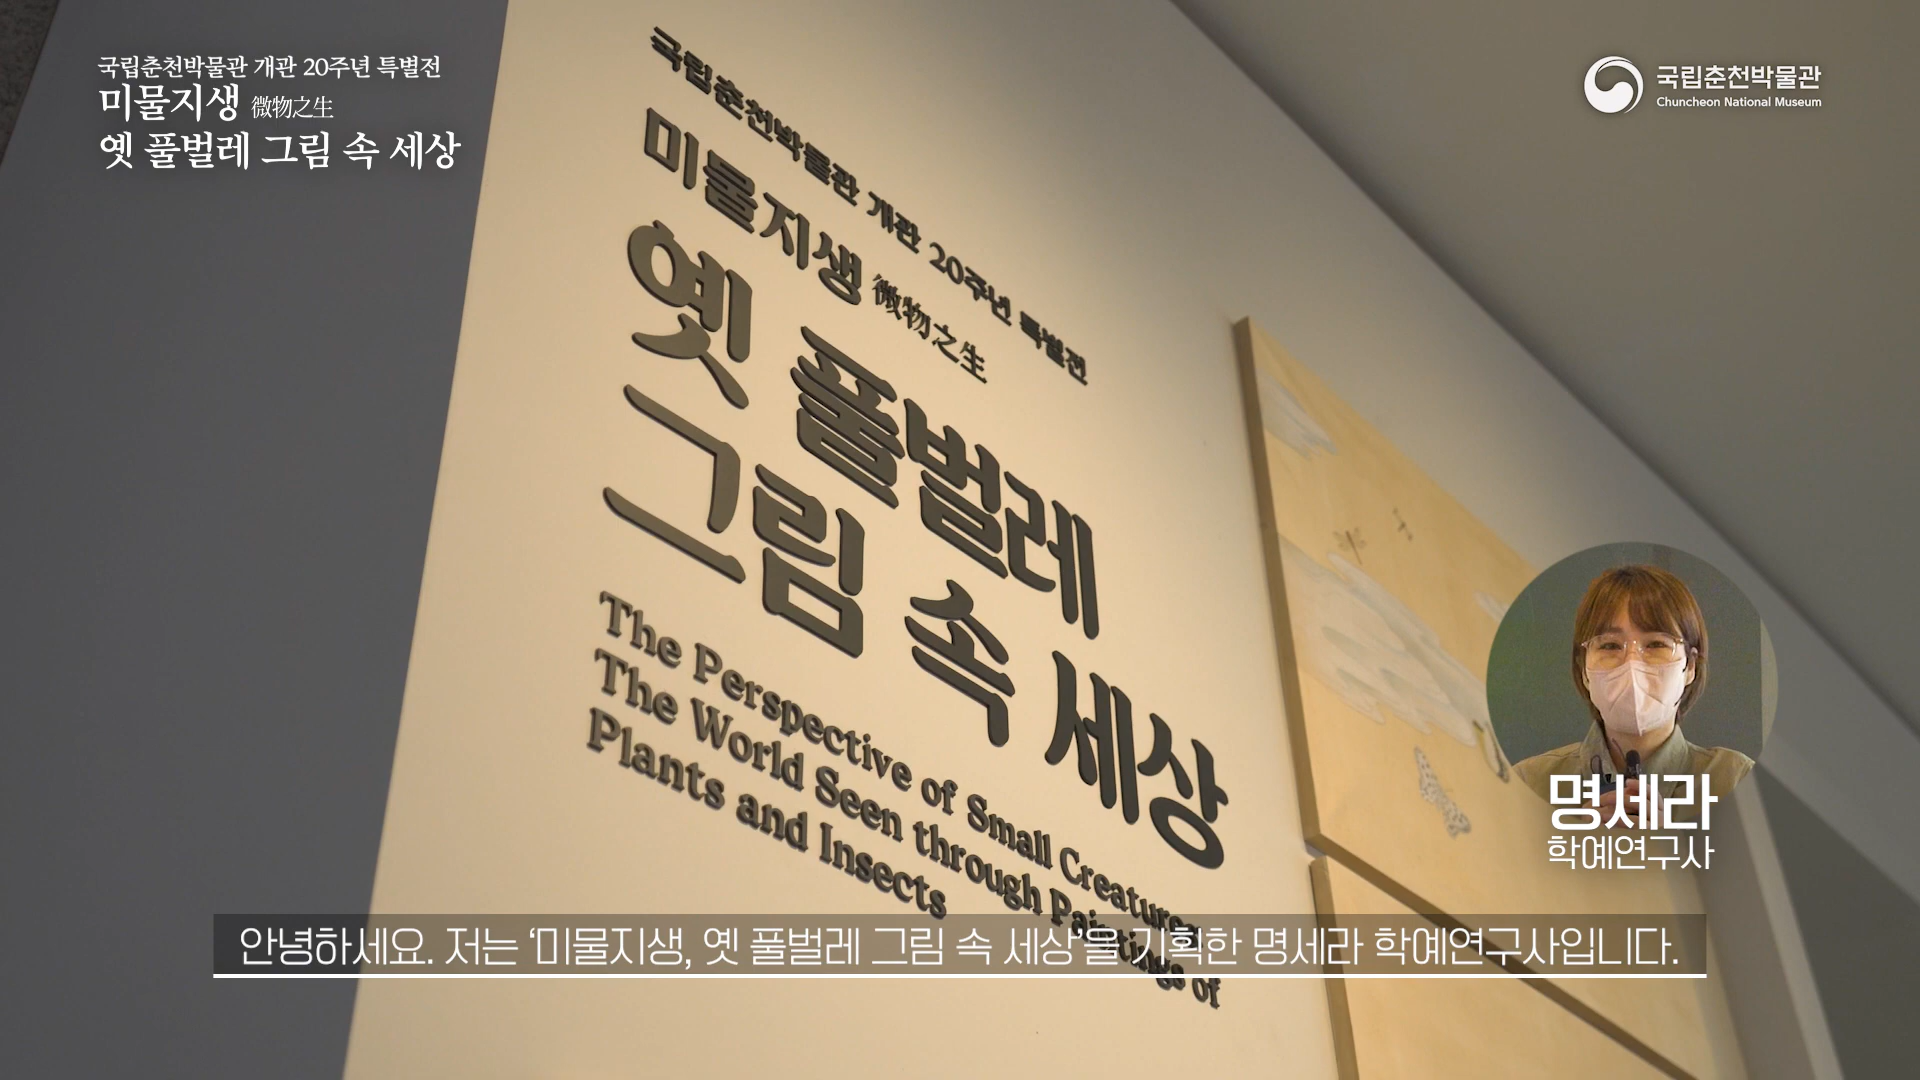 국립춘천박물관 개관 20주년 특별전
미물지생 微物之生
옛 풀벌레 그림 속 세상
국립춘천박물관
Chuncheon National Museum
국립춘천박물관 개관 20주년 특별전
미물지생 微物之生
옛 풀벌레
그림 속 세상
The Perspective of Small Creatures
The World Seen through Paintings of
Plants and Insects
명세라
학예연구사
안녕하세요. 저는 ‘미물지생, 옛 풀벌레 그림 속 세상’을 기획한 명세라 학예연구사입니다.